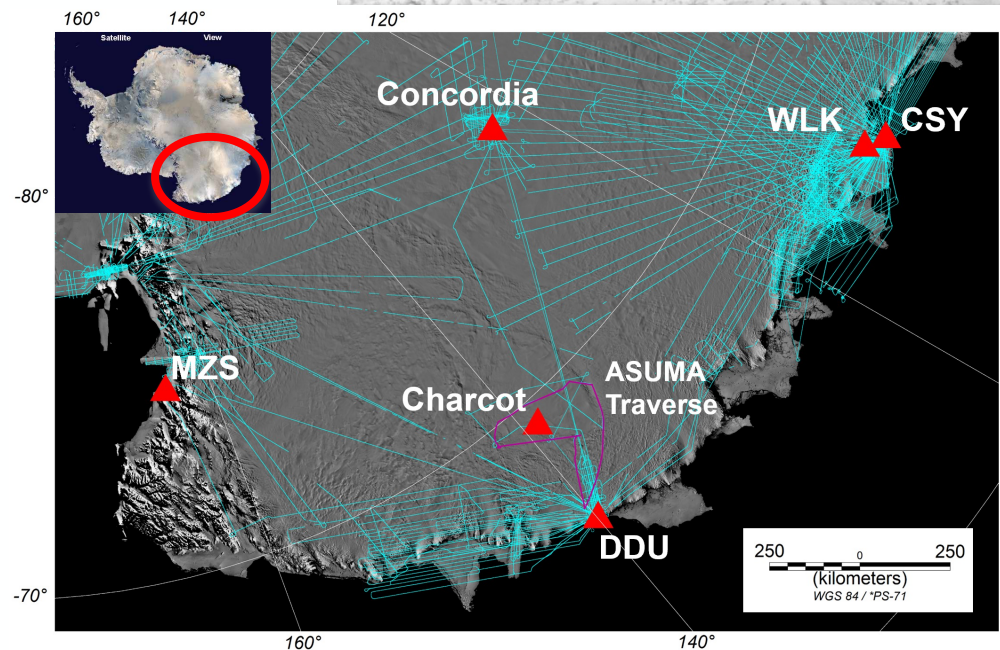 160° 140° 120°
Satellite View
Concordia
WLK CSY
-80°
MZS
ASUMA
Traverse
Charcot
DDU
250 0 250
(kilometers)
WGS 84 / *PS-71
-70°
160° 140°